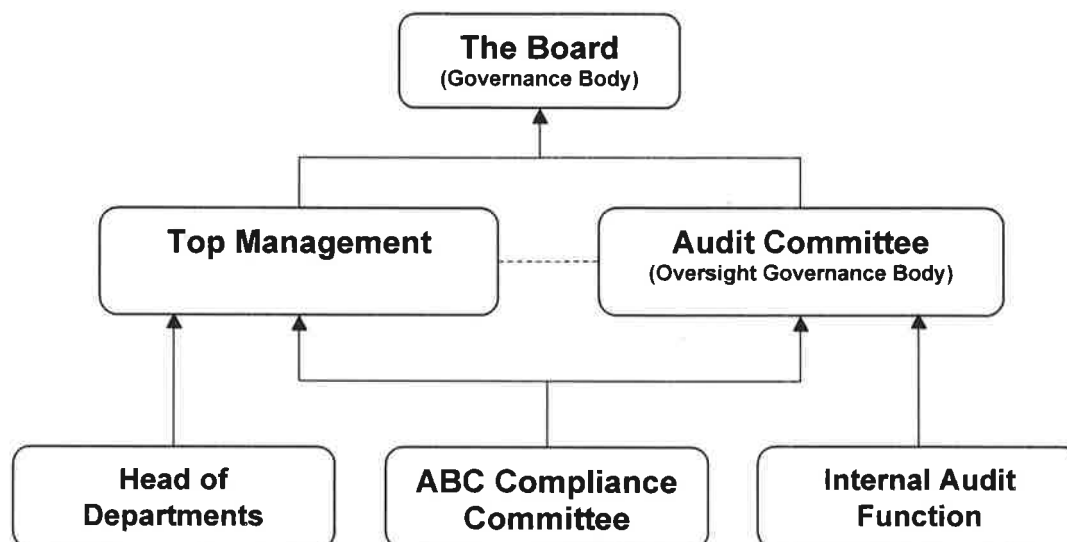 The Board
(Governance Body)
Top Management
Audit Committee
(Oversight Governance Body)
Head of
Departments
ABC Compliance
Committee
Internal Audit
Function